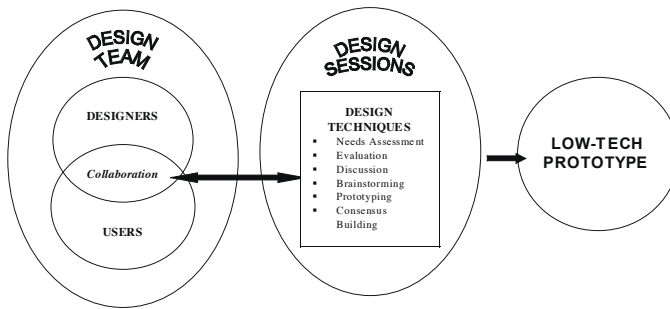 DESIGN
TEAM
DESIGNERS
Collaboration
USERS
DESIGN
SESSIONS
DESIGN
TECHNIQUES
▪ Needs Assessment
▪ Evaluation
▪ Discussion
▪ Brainstorming
▪ Prototyping
▪ Consensus
Building
LOW-TECH
PROTOTYPE